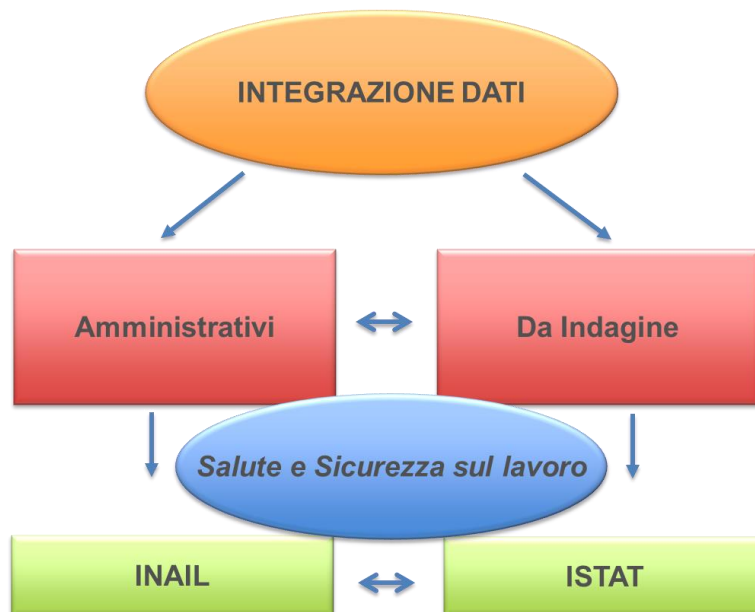 INTEGRAZIONE DATI
Amministrativi
Da Indagine
Salute e Sicurezza sul lavoro
INAIL
ISTAT